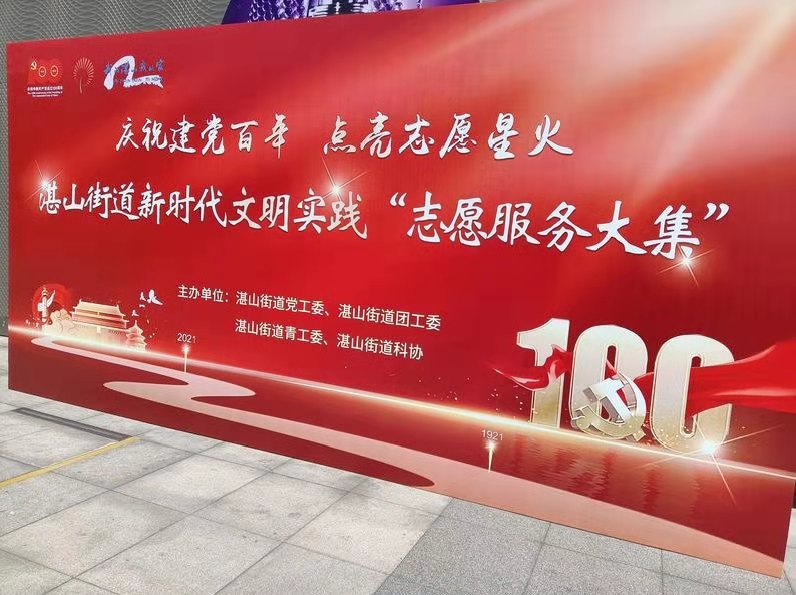 庆祝建党百年 点亮志愿星火
湛山街道新时代文明实践“志愿服务大集”
主办单位：湛山街道党工委、湛山街道团工委
湛山街道青工委、湛山街道科协
2021
1921
100